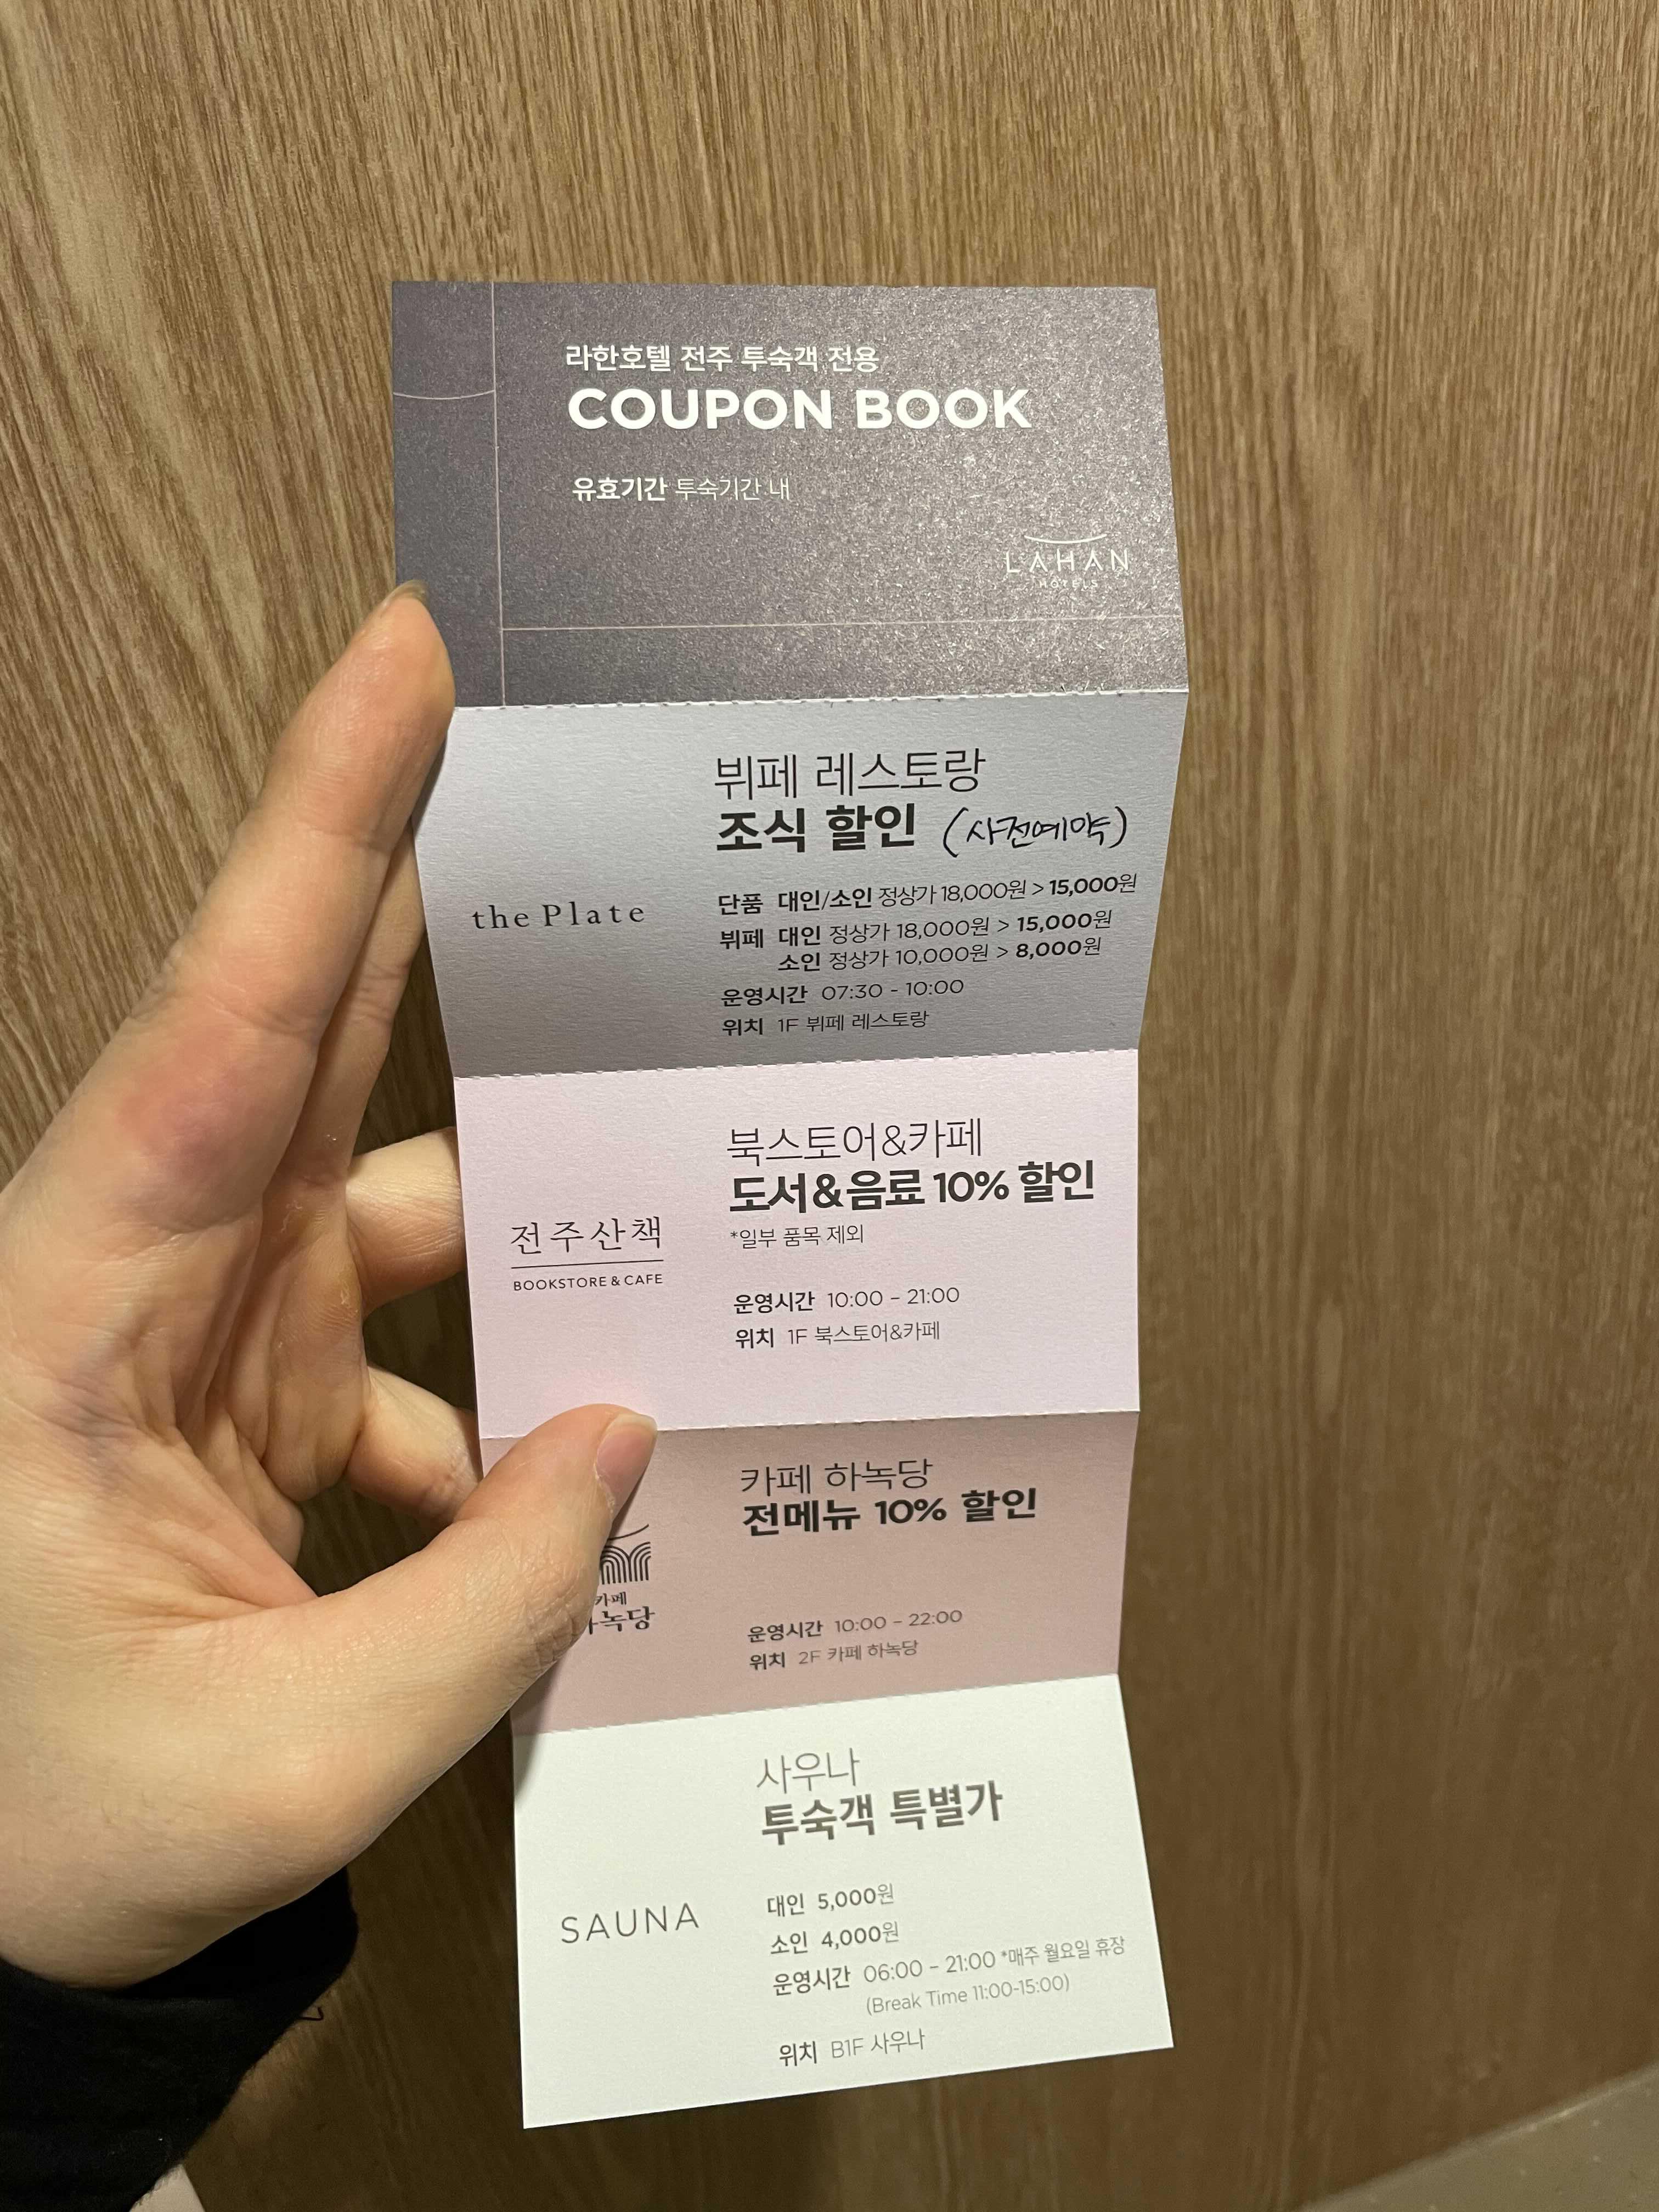 라한호텔 전주 투숙객 전용
COUPON BOOK
유효기간 투숙기간 내
LAHAN
HOTELS
the Plate
뷔페 레스토랑
조식 할인 (사전예약)
단품 대인/소인 정상가 18,000원 > 15,000원
뷔페 대인 정상가 18,000원 > 15,000원
소인 정상가 10,000원 > 8,000원
운영시간 07:30 - 10:00
위치 1F 뷔페 레스토랑
전주산책
BOOKSTORE & CAFE
북스토어&카페
도서&음료 10% 할인
*일부 품목 제외
운영시간 10:00 - 21:00
위치 1F 북스토어&카페
카페
녹당
카페 하녹당
전메뉴 10% 할인
운영시간 10:00 - 22:00
위치 2F 카페 하녹당
SAUNA
사우나
투숙객 특별가
대인 5,000원
소인 4,000원
운영시간 06:00 - 21:00 *매주 월요일 휴장
(Break Time 11:00-15:00)
위치 B1F 사우나